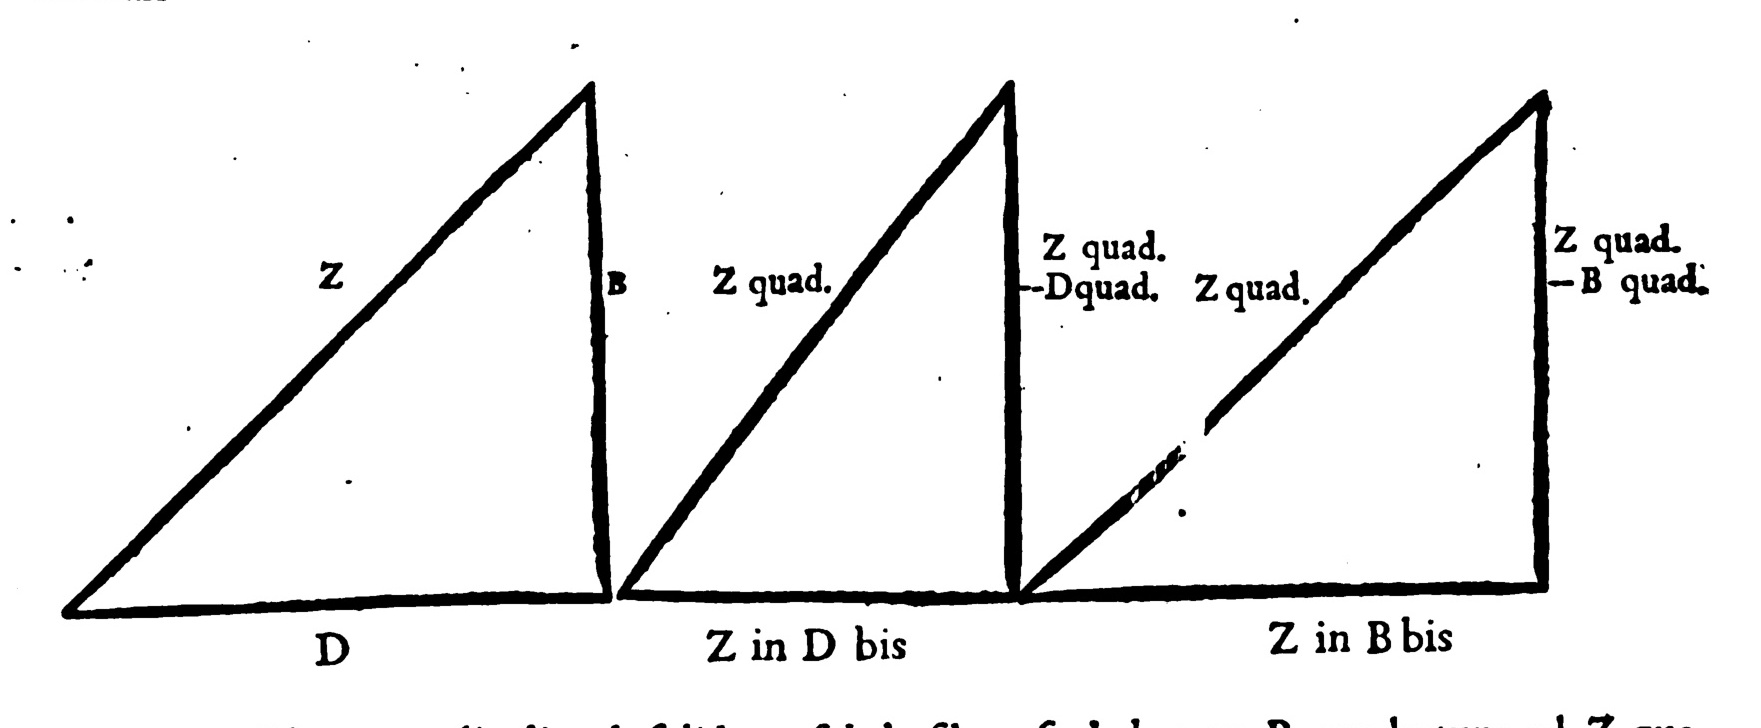 Z
B
D
Z quad.
Z quad.
--Dquad.
Z in D bis
Z quad.
Z quad.
— B quad.
Z in B bis